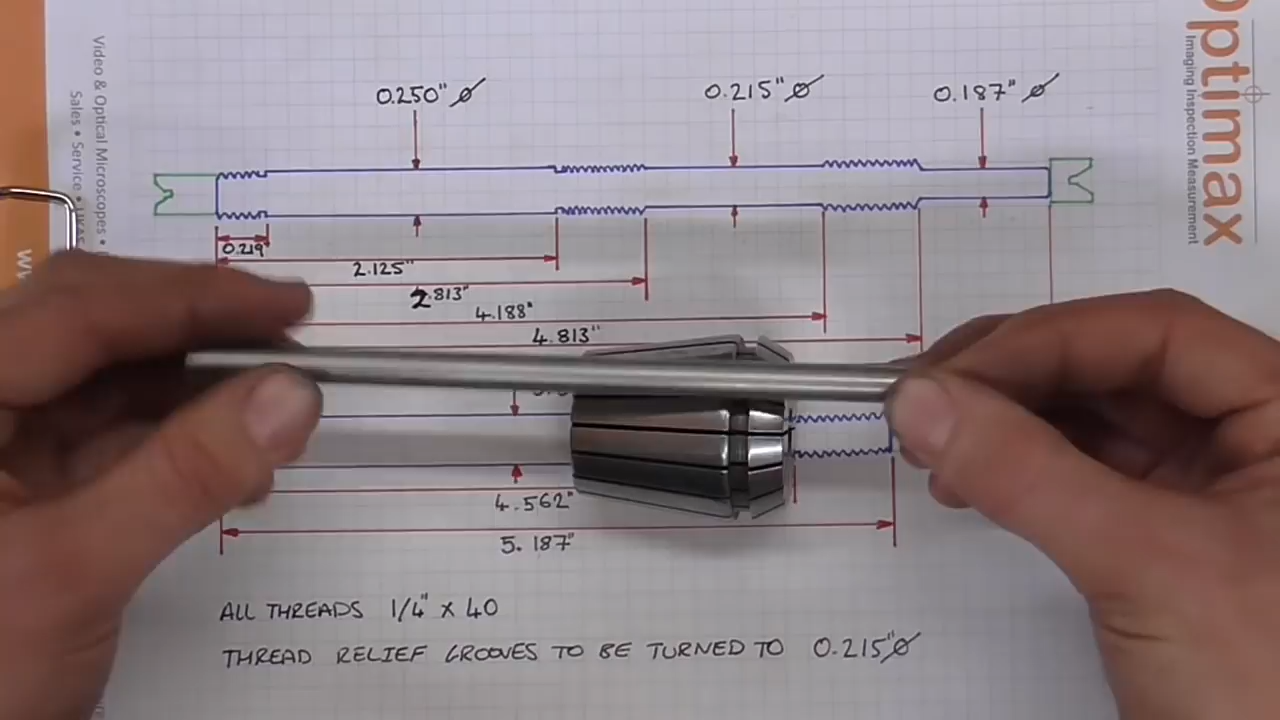 0.250"⌀
0.215"⌀
0.187"⌀
0.219"
2.125"
2.813"
4.188"
4.813"
4.562"
5.187"
ALL THREADS 1/4" x 40
THREAD RELIEF GROOVES TO BE TURNED TO 0.215"⌀
Video & Optical Microscopes •
Sales • Service •
Optimax
Imaging Inspection Measurement